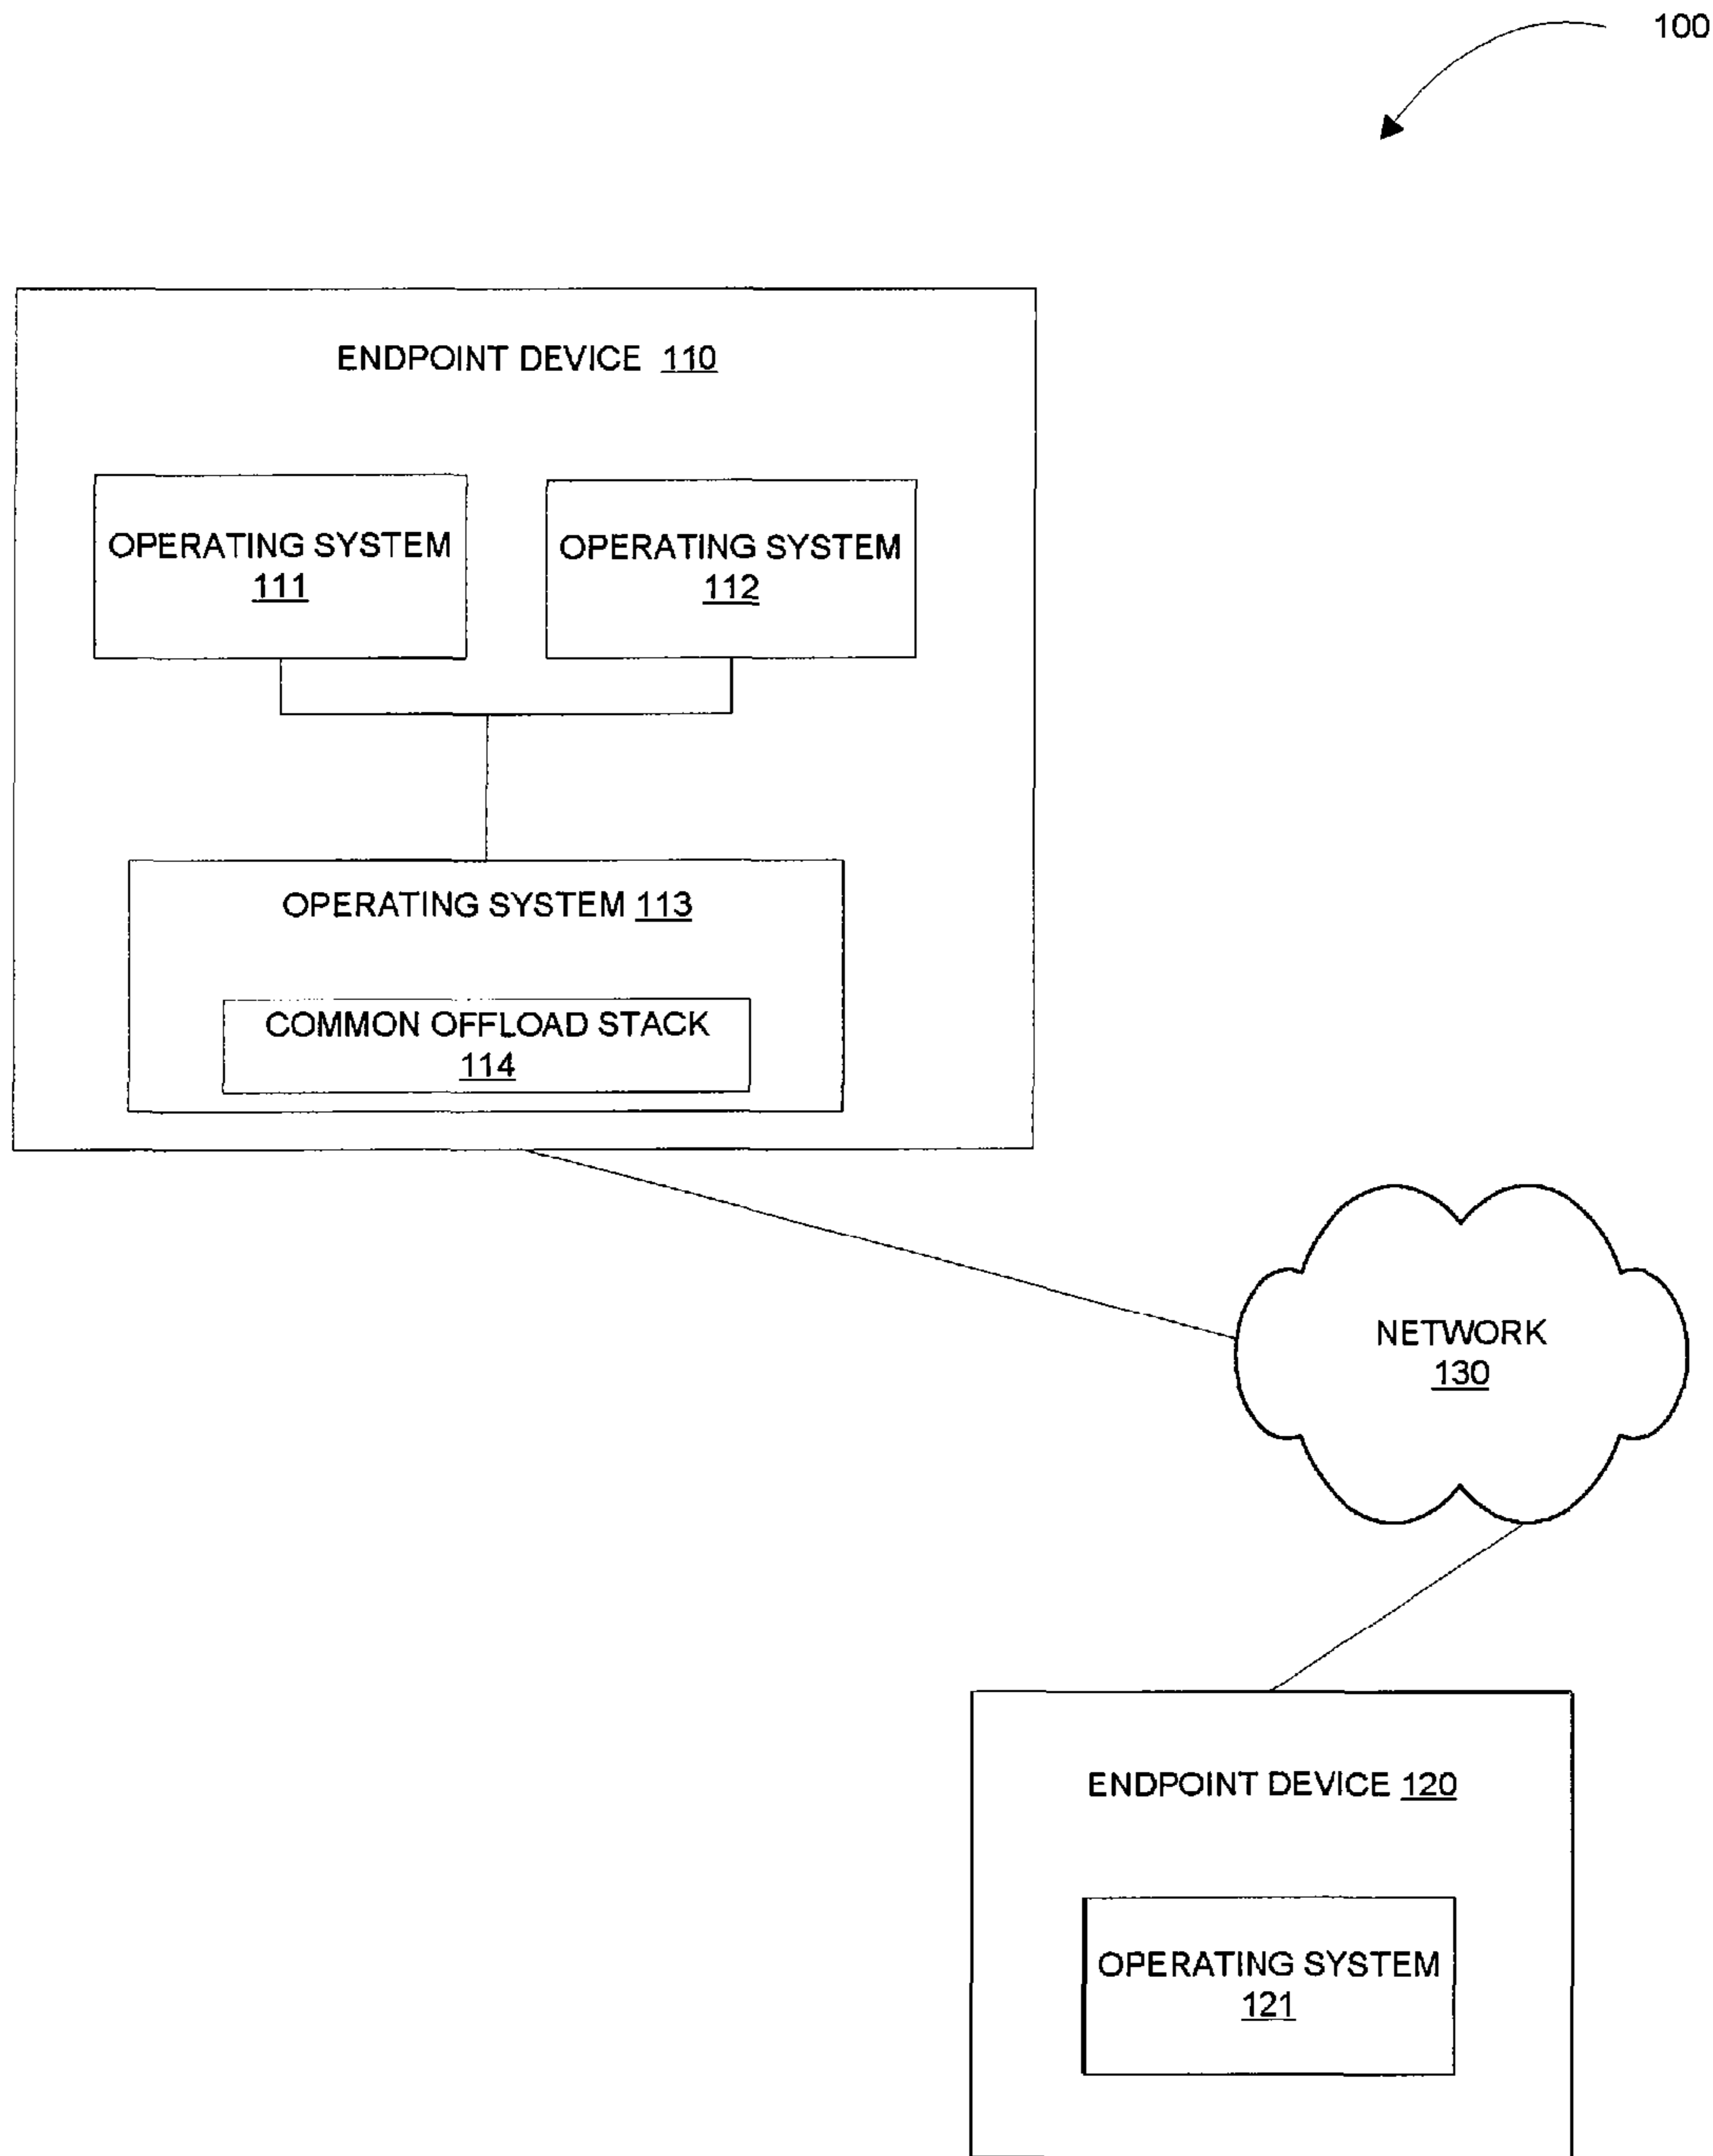 100
ENDPOINT DEVICE 110
OPERATING SYSTEM
111
OPERATING SYSTEM
112
OPERATING SYSTEM 113
COMMON OFFLOAD STACK
114
NETWORK
130
ENDPOINT DEVICE 120
OPERATING SYSTEM
121